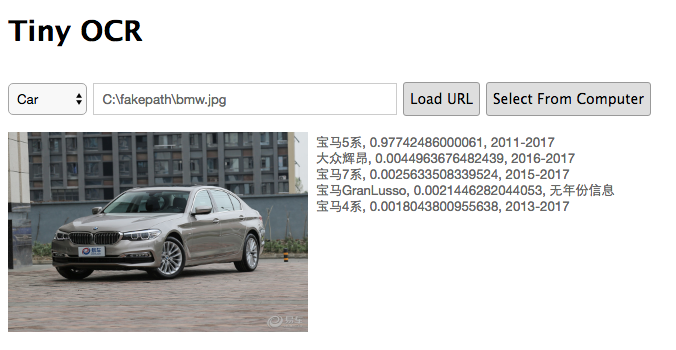 Tiny OCR
Car C:\fakepath\bmw.jpg Load URL Select From Computer
宝马5系, 0.97742486000061, 2011-2017
大众辉昂, 0.0044963676482439, 2016-2017
宝马7系, 0.0025633508339524, 2015-2017
宝马GranLusso, 0.0021446282044053, 无年份信息
宝马4系, 0.0018043800955638, 2013-2017
易车